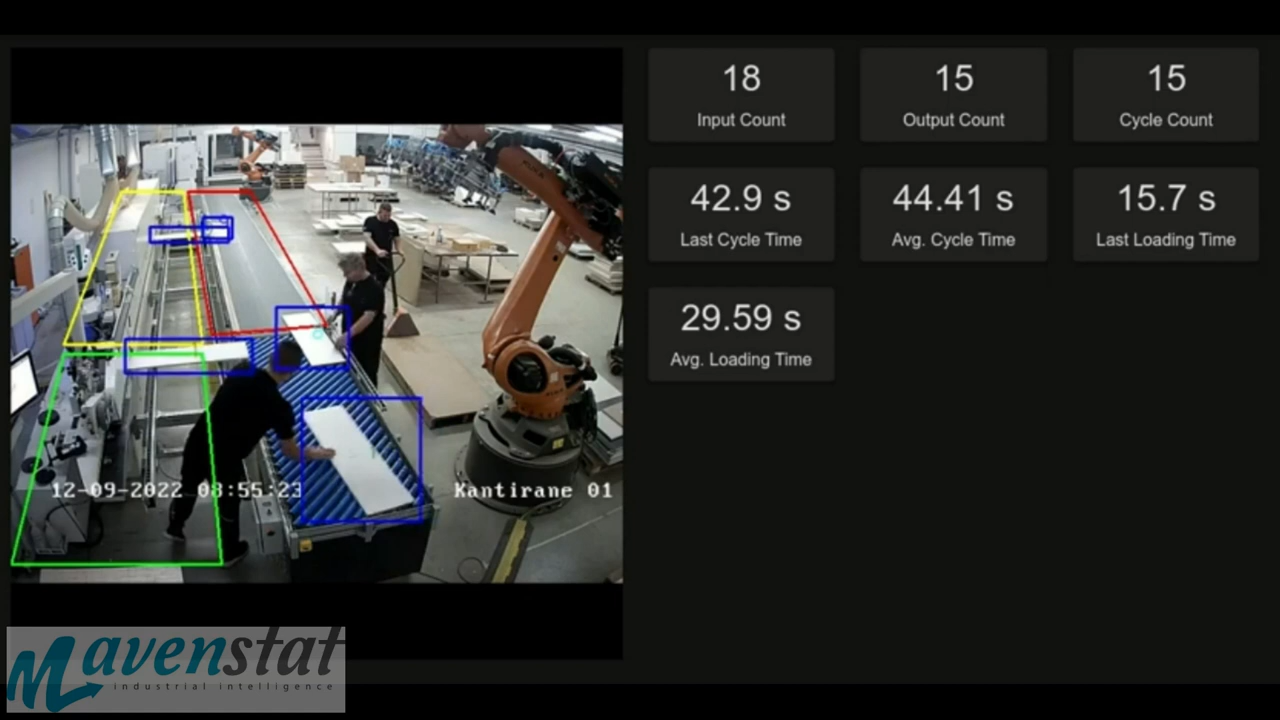 18
Input Count
15
Output Count
15
Cycle Count
42.9 s
Last Cycle Time
44.41 s
Avg. Cycle Time
15.7 s
Last Loading Time
29.59 s
Avg. Loading Time
12-09-2022 08:55:23
Kantirane 01
Mavenstat
industrial intelligence